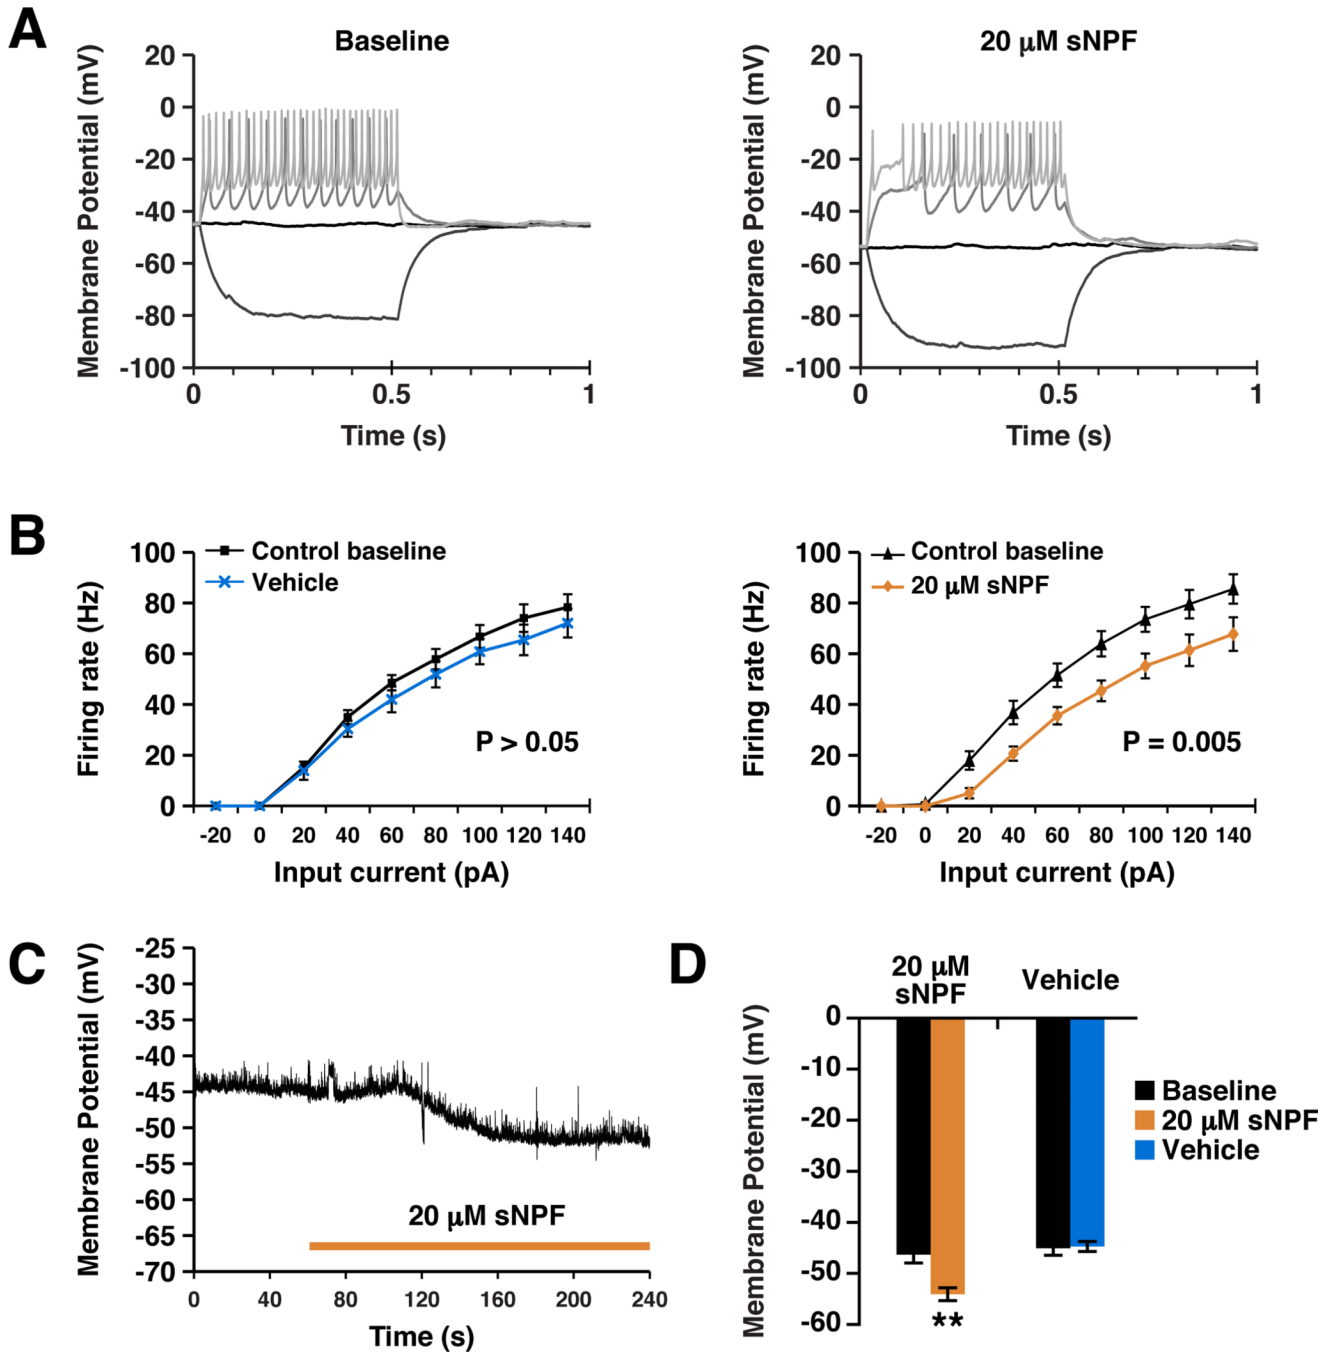 A
Baseline
Membrane Potential (mV)
20
0
-20
-40
-60
-80
-100
0
0.5
1
Time (s)
20 µM sNPF
Membrane Potential (mV)
20
0
-20
-40
-60
-80
-100
0
0.5
1
Time (s)
B
Control baseline
Vehicle
Firing rate (Hz)
100
80
60
40
20
0
P > 0.05
-20 0 20 40 60 80 100 120 140
Input current (pA)
Control baseline
20 µM sNPF
Firing rate (Hz)
100
80
60
40
20
0
P = 0.005
-20 0 20 40 60 80 100 120 140
Input current (pA)
C
Membrane Potential (mV)
-25
-30
-35
-40
-45
-50
-55
-60
-65
-70
20 µM sNPF
0 40 80 120 160 200 240
Time (s)
D
20 µM
sNPF
Vehicle
Membrane Potential (mV)
0
-10
-20
-30
-40
-50
-60
**
Baseline
20 µM sNPF
Vehicle